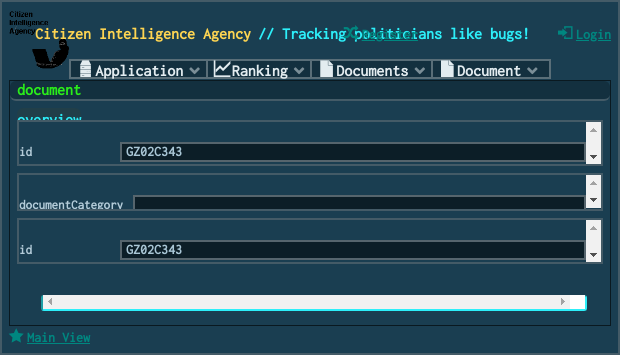 Citizen
Intelligence
Agency
Citizen Intelligence Agency // Tracking politicians like bugs!
Register
Login
Application
Ranking
Documents
Document
document
overview
id
GZ02C343
documentCategory
id
GZ02C343
Main View